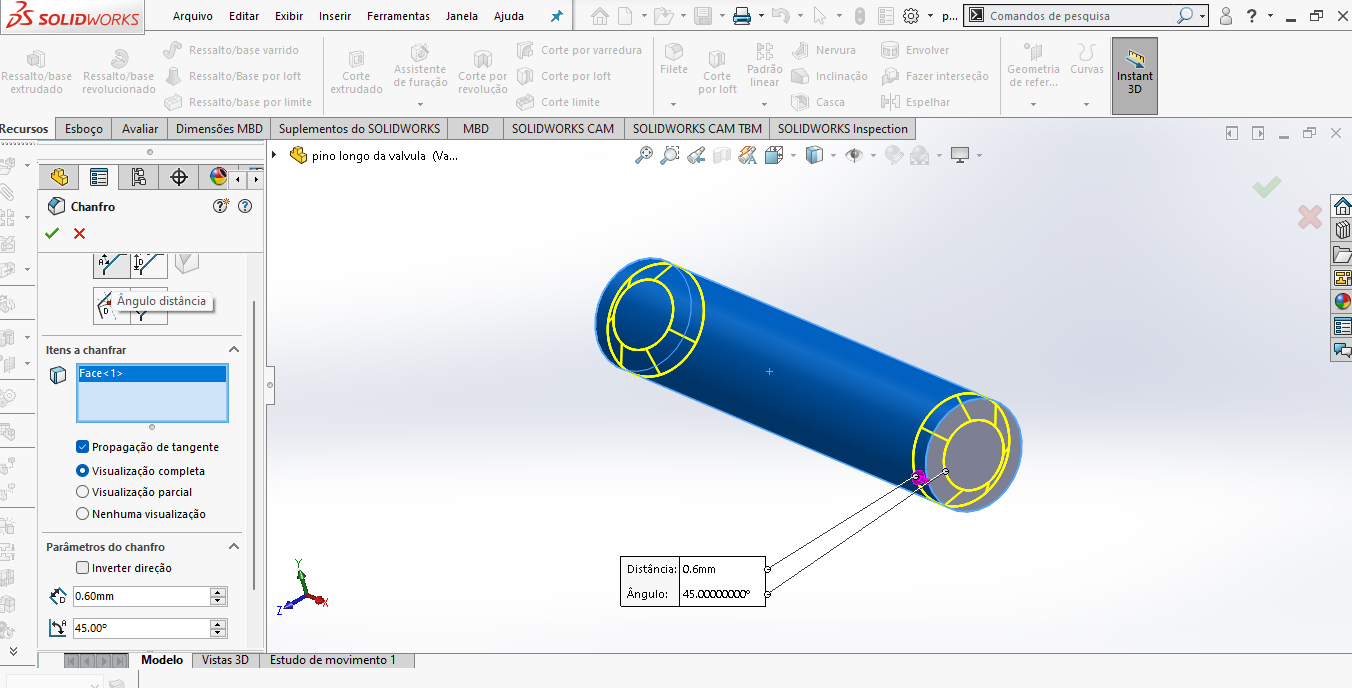 SOLIDWORKS
Arquivo Editar Exibir Inserir Ferramentas Janela Ajuda
p...
Comandos de pesquisa
?
Ressalto/base extrudado
Ressalto/base revolucionado
Ressalto/base varrido
Ressalto/Base por loft
Ressalto/base por limite
Corte extrudado
Assistente de furação
Corte por revolução
Corte por varredura
Corte por loft
Corte limite
Filete
Corte por loft
Padrão linear
Nervura
Inclinação
Casca
Envolver
Fazer interseção
Espelhar
Geometria de refer...
Curvas
Instant 3D
Recursos Esboço Avaliar Dimensões MBD Suplementos do SOLIDWORKS MBD SOLIDWORKS CAM SOLIDWORKS CAM TBM SOLIDWORKS Inspection
pino longo da valvula (Va...
Chanfro
Ângulo distância
Itens a chanfrar
Face<1>
Propagação de tangente
Visualização completa
Visualização parcial
Nenhuma visualização
Parâmetros do chanfro
Inverter direção
0.60mm
45.00°
Distância: 0.6mm
Ângulo: 45.00000000°
Y
Z X
Modelo Vistas 3D Estudo de movimento 1